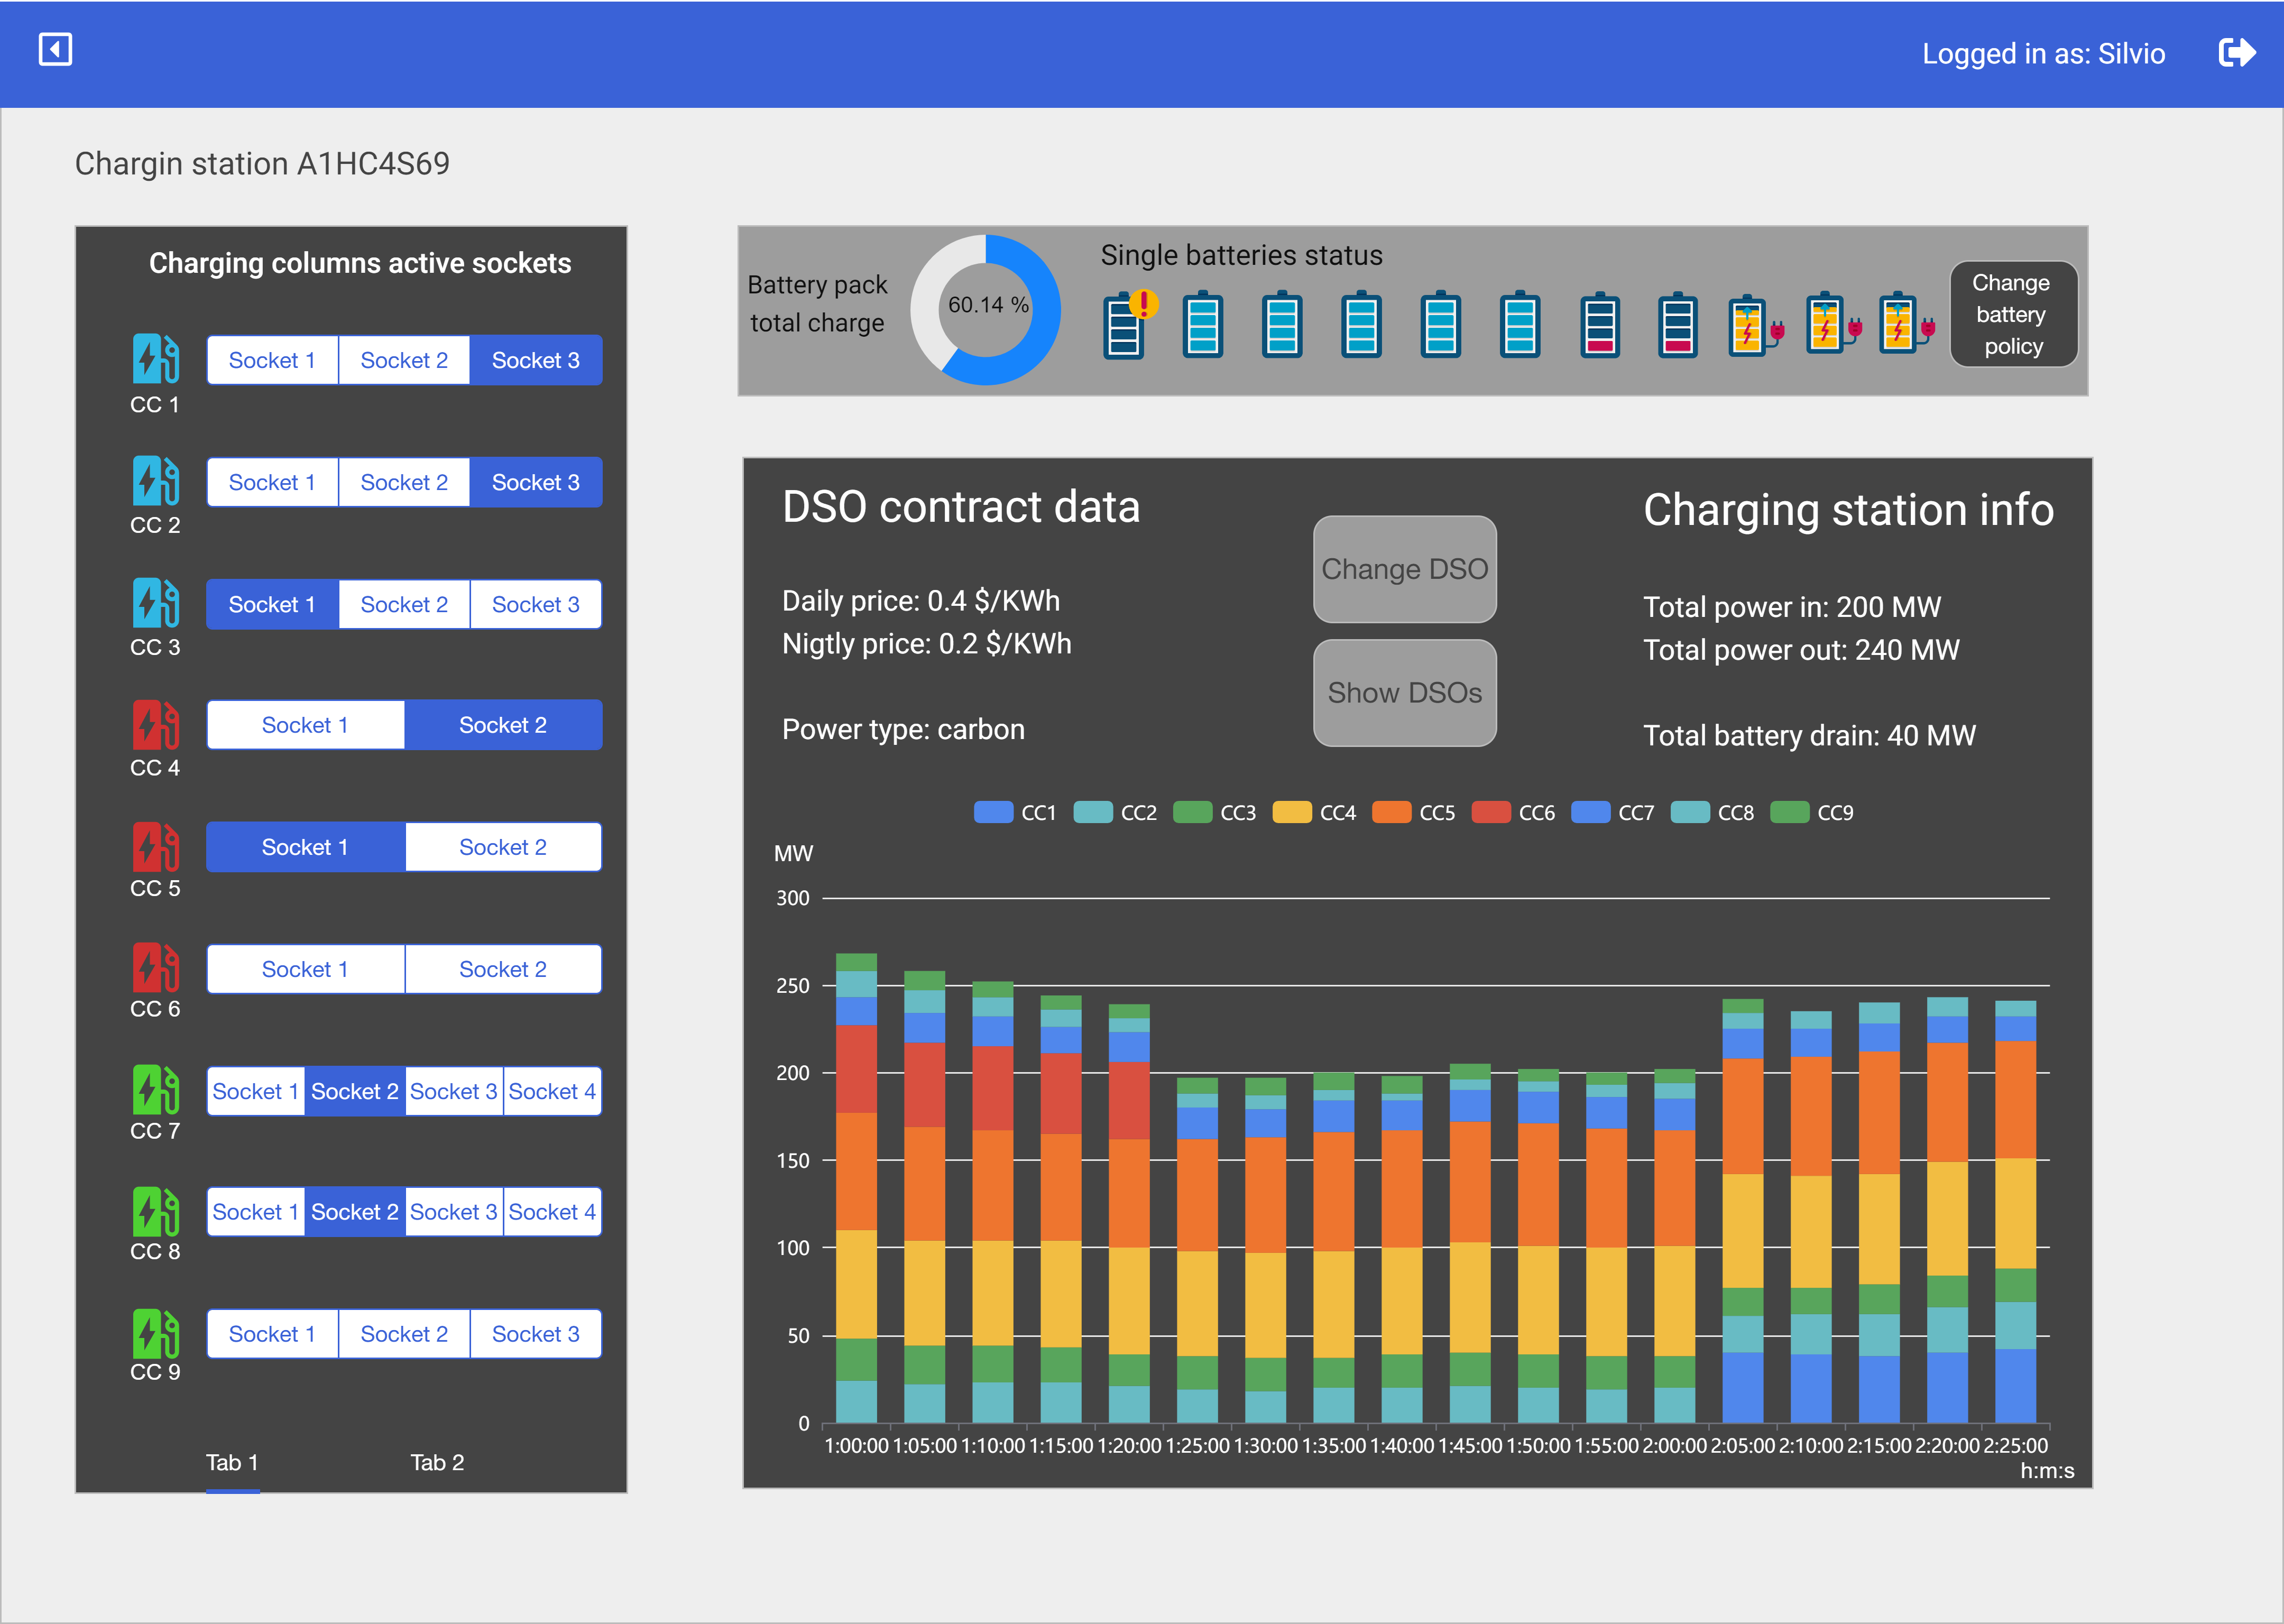 Logged in as: Silvio
Chargin station A1HC4S69
Charging columns active sockets
Socket 1 Socket 2 Socket 3
CC 1
Socket 1 Socket 2 Socket 3
CC 2
Socket 1 Socket 2 Socket 3
CC 3
Socket 1 Socket 2
CC 4
Socket 1 Socket 2
CC 5
Socket 1 Socket 2
CC 6
Socket 1 Socket 2 Socket 3 Socket 4
CC 7
Socket 1 Socket 2 Socket 3 Socket 4
CC 8
Socket 1 Socket 2 Socket 3
CC 9
Tab 1 Tab 2
Battery pack
total charge
60.14 %
Single batteries status
Change
battery
policy
DSO contract data
Daily price: 0.4 $/KWh
Nigtly price: 0.2 $/KWh
Power type: carbon
Change DSO
Show DSOs
Charging station info
Total power in: 200 MW
Total power out: 240 MW
Total battery drain: 40 MW
CC1 CC2 CC3 CC4 CC5 CC6 CC7 CC8 CC9
MW
300
250
200
150
100
50
0
1:00:00 1:05:00 1:10:00 1:15:00 1:20:00 1:25:00 1:30:00 1:35:00 1:40:00 1:45:00 1:50:00 1:55:00 2:00:00 2:05:00 2:10:00 2:15:00 2:20:00 2:25:00
h:m:s